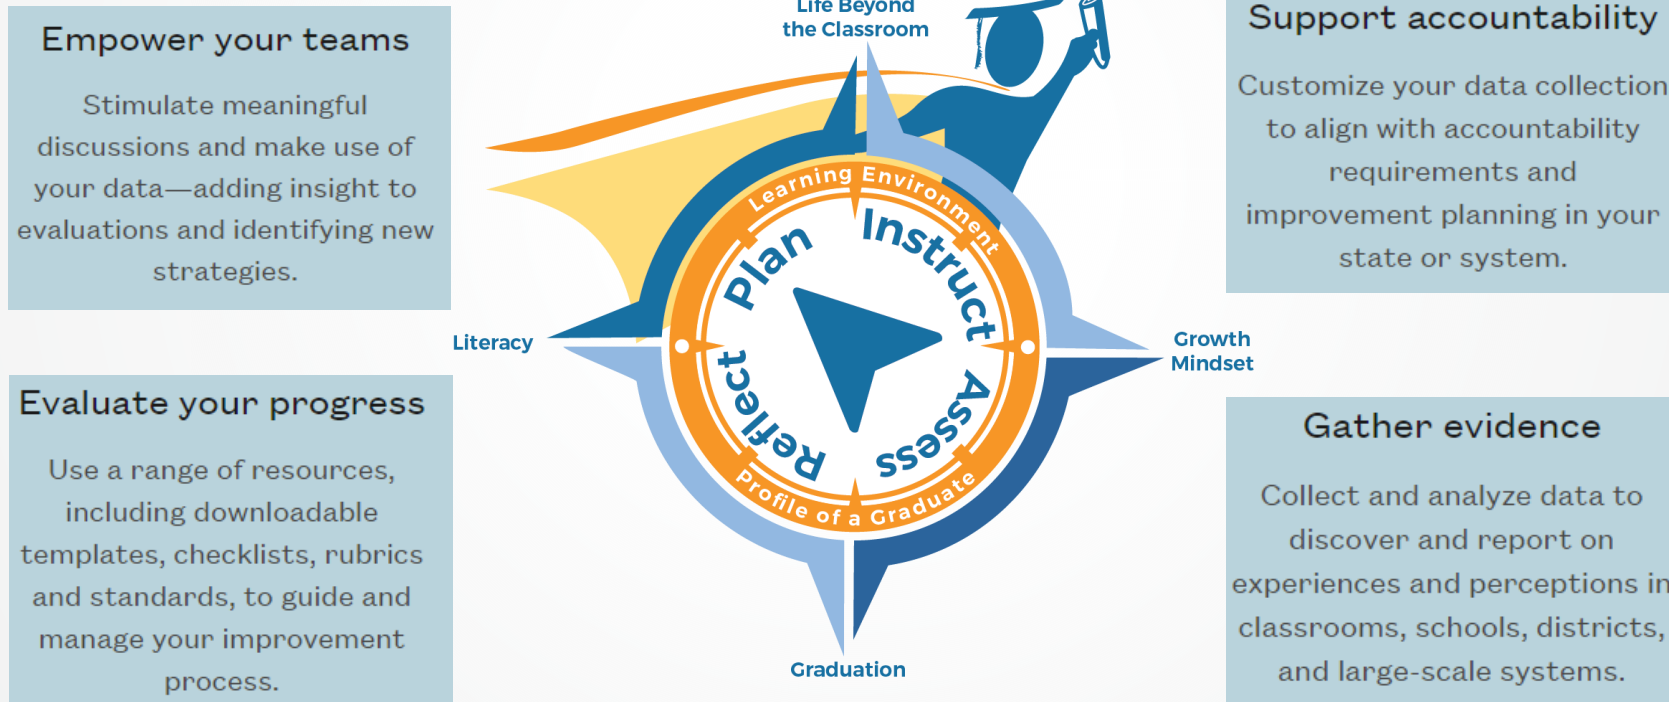 Empower your teams
Stimulate meaningful
discussions and make use of
your data—adding insight to
evaluations and identifying new
strategies.
Evaluate your progress
Use a range of resources,
including downloadable
templates, checklists, rubrics
and standards, to guide and
manage your improvement
process.
Life Beyond
the Classroom
Learning Environment
Plan
Instruct
Assess
Reflect
Profile of a Graduate
Literacy
Growth
Mindset
Graduation
Support accountability
Customize your data collection
to align with accountability
requirements and
improvement planning in your
state or system.
Gather evidence
Collect and analyze data to
discover and report on
experiences and perceptions in
classrooms, schools, districts,
and large-scale systems.